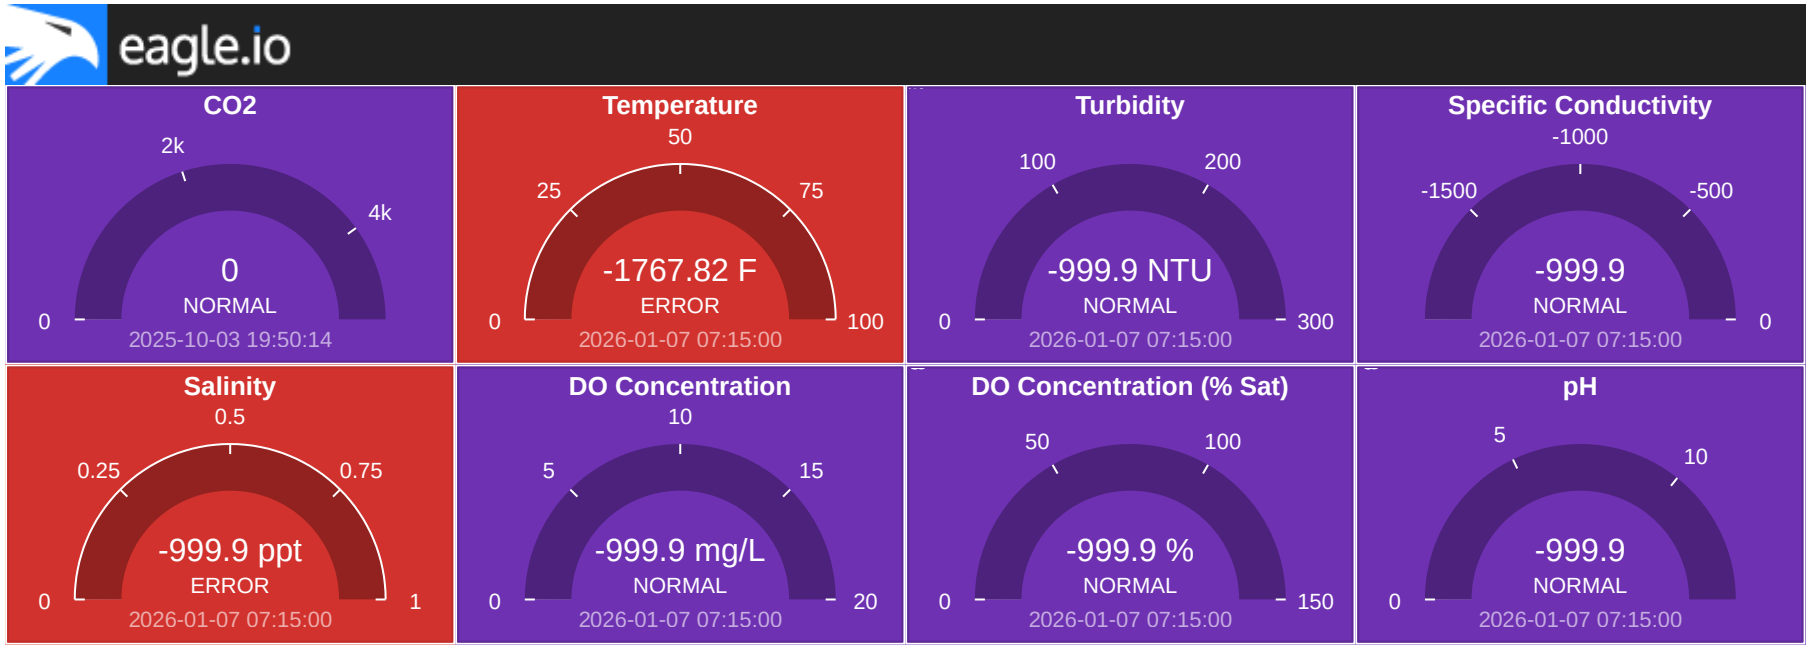 eagle.io
CO2
2k
4k
0
NORMAL
0
2025-10-03 19:50:14
Temperature
50
25
75
-1767.82 F
ERROR
0
100
2026-01-07 07:15:00
Turbidity
100
200
-999.9 NTU
NORMAL
0
300
2026-01-07 07:15:00
Specific Conductivity
-1000
-1500
-500
-999.9
NORMAL
0
2026-01-07 07:15:00
Salinity
0.5
0.25
0.75
-999.9 ppt
ERROR
0
1
2026-01-07 07:15:00
DO Concentration
10
5
15
-999.9 mg/L
NORMAL
0
20
2026-01-07 07:15:00
DO Concentration (% Sat)
50
100
-999.9 %
NORMAL
0
150
2026-01-07 07:15:00
pH
5
10
-999.9
NORMAL
0
2026-01-07 07:15:00